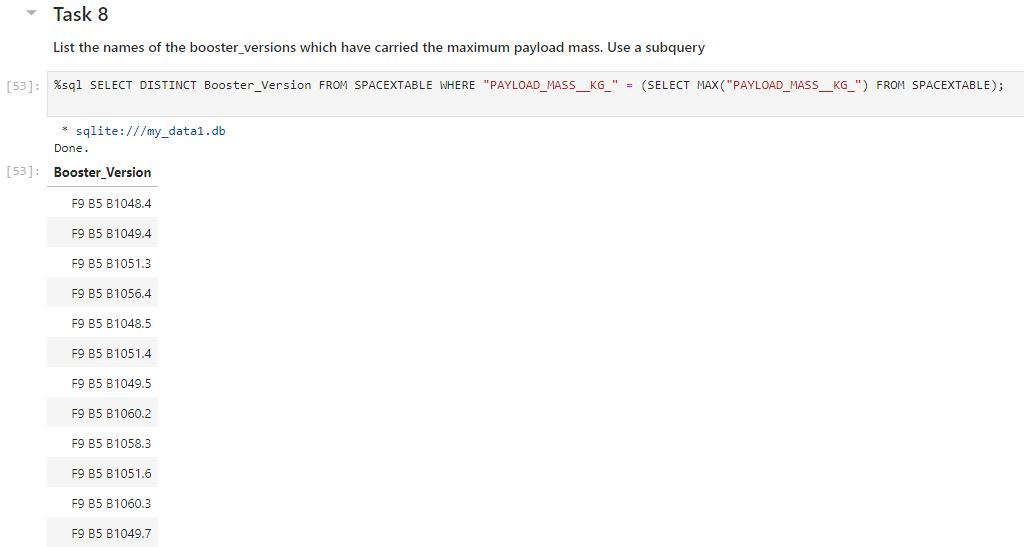 Task 8
List the names of the booster_versions which have carried the maximum payload mass. Use a subquery
[53]: %sql SELECT DISTINCT Booster_Version FROM SPACEXTABLE WHERE "PAYLOAD_MASS__KG_" = (SELECT MAX("PAYLOAD_MASS__KG_") FROM SPACEXTABLE);
* sqlite:///my_data1.db
Done.
[53]: Booster_Version
F9 B5 B1048.4
F9 B5 B1049.4
F9 B5 B1051.3
F9 B5 B1056.4
F9 B5 B1048.5
F9 B5 B1051.4
F9 B5 B1049.5
F9 B5 B1060.2
F9 B5 B1058.3
F9 B5 B1051.6
F9 B5 B1060.3
F9 B5 B1049.7